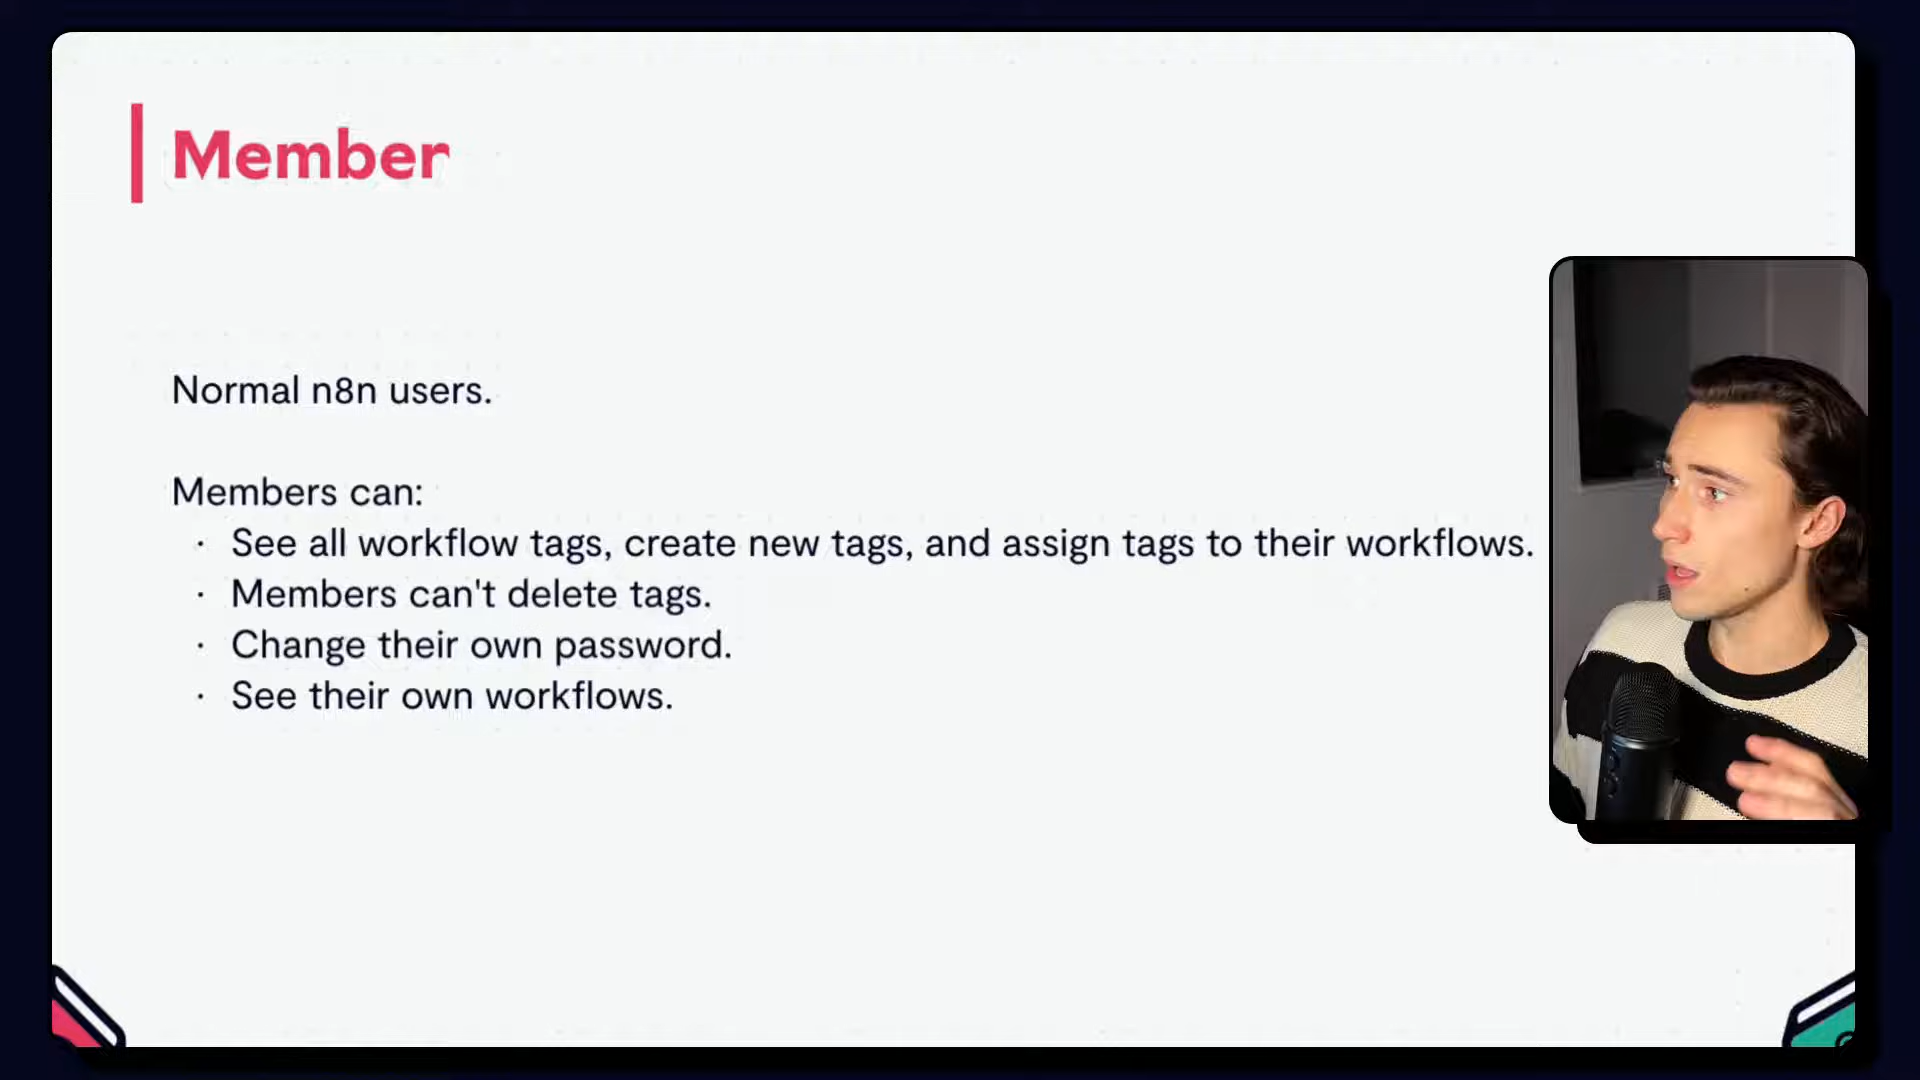 Member
Normal n8n users.
Members can:
· See all workflow tags, create new tags, and assign tags to their workflows.
· Members can't delete tags.
· Change their own password.
· See their own workflows.